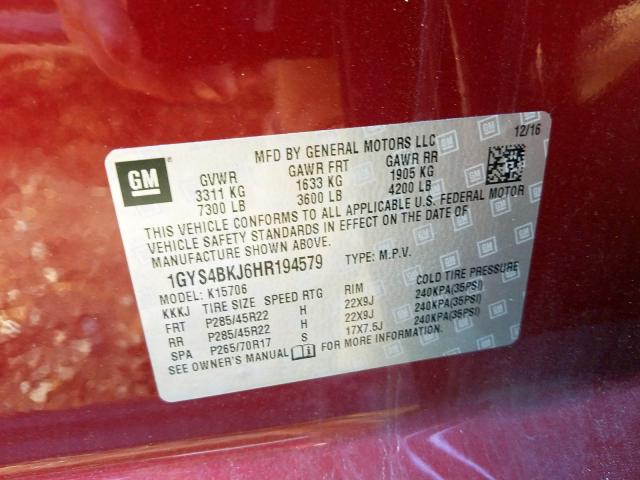 GM
MFD BY GENERAL MOTORS LLC 12/16
GVWR GAWR FRT GAWR RR
3311 KG 1633 KG 1905 KG
7300 LB 3600 LB 4200 LB
THIS VEHICLE CONFORMS TO ALL APPLICABLE U.S. FEDERAL MOTOR
VEHICLE SAFETY STANDARDS IN EFFECT ON THE DATE OF
MANUFACTURE SHOWN ABOVE.
1GYS4BKJ6HR194579 TYPE: M.P.V.
MODEL: K15706
KKKJ TIRE SIZE SPEED RTG RIM COLD TIRE PRESSURE
FRT P285/45R22 H 22X9J 240KPA(35PSI)
RR P285/45R22 H 22X9J 240KPA(35PSI)
SPA P265/70R17 S 17X7.5J 240KPA(35PSI)
SEE OWNER'S MANUAL FOR MORE INFORMATION.